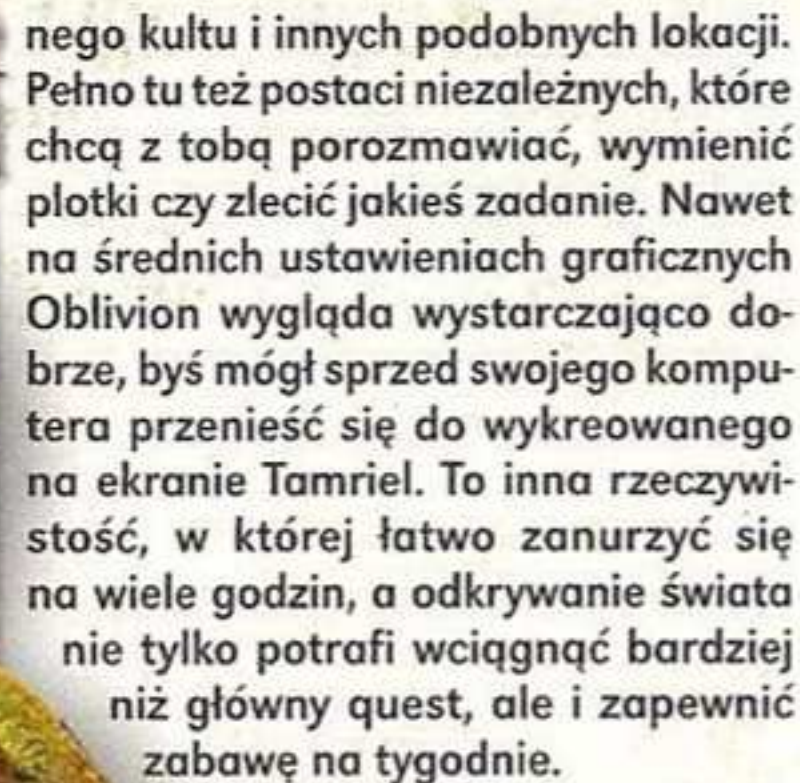 nego kultu i innych podobnych lokacji.
Pełno tu też postaci niezależnych, które
chcą z tobą porozmawiać, wymienić
plotki czy zlecić jakieś zadanie. Nawet
na średnich ustawieniach graficznych
Oblivion wygląda wystarczająco do-
brze, byś mógł sprzed swojego kompu-
tera przenieść się do wykreowanego
na ekranie Tamriel. To inna rzeczywi-
stość, w której łatwo zanurzyć się
na wiele godzin, a odkrywanie świata
nie tylko potrafi wciągnąć bardziej
niż główny quest, ale i zapewnić
zabawę na tygodnie.